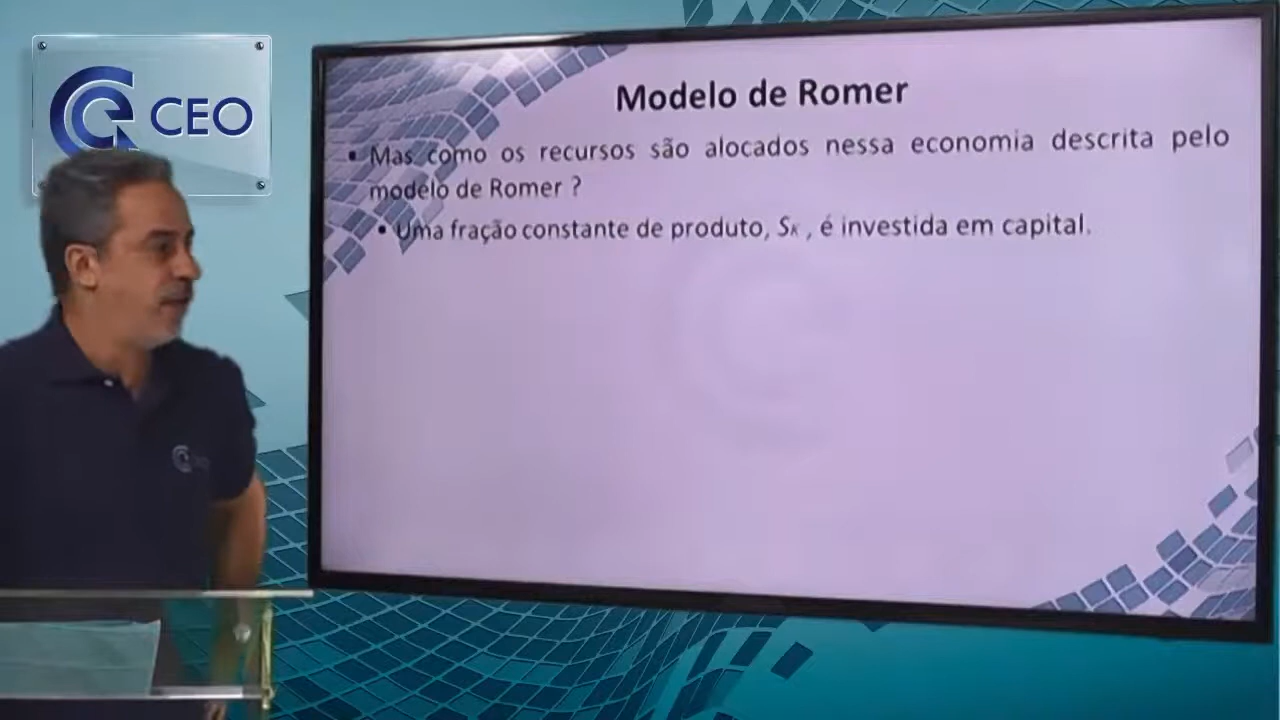 CEO
Modelo de Romer
▪ Mas como os recursos são alocados nessa economia descrita pelo
modelo de Romer ?
• Uma fração constante de produto, SK , é investida em capital.